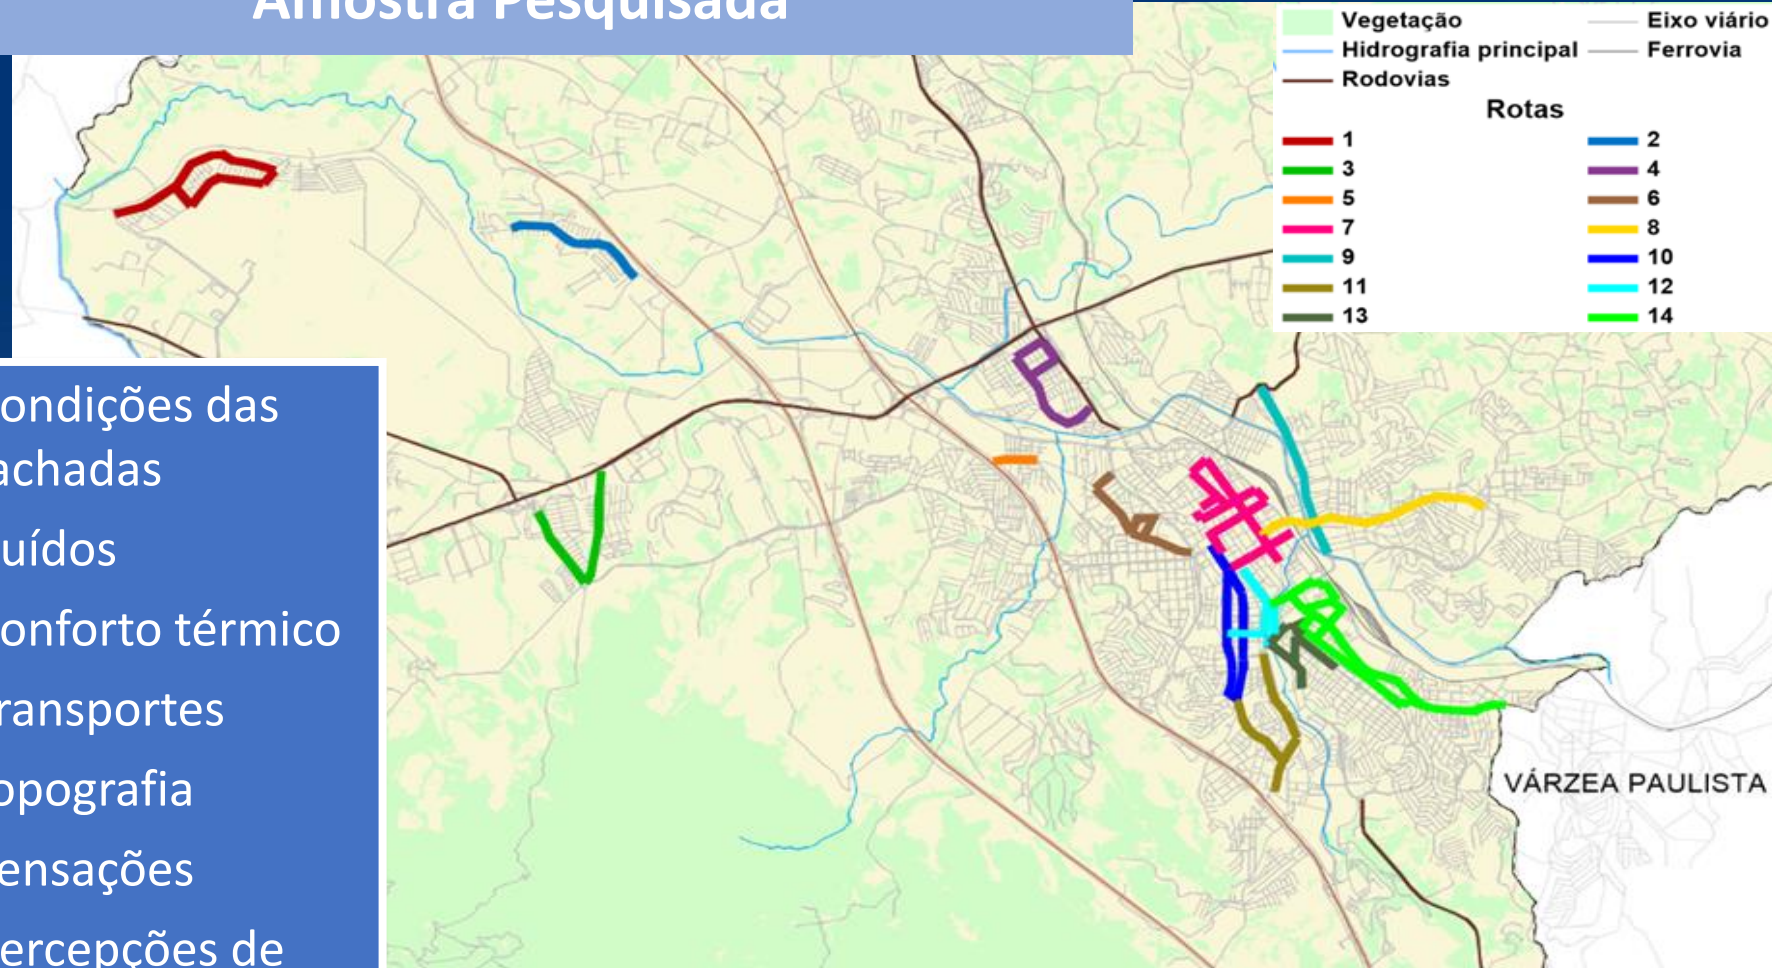 Amostra Pesquisada
Vegetação
Eixo viário
Hidrografia principal
Ferrovia
Rodovias
Rotas
1
2
3
4
5
6
7
8
9
10
11
12
13
14
ondições das
achadas
uídos
onforto térmico
ransportes
opografia
ensações
ercepções de
VÁRZEA PAULISTA